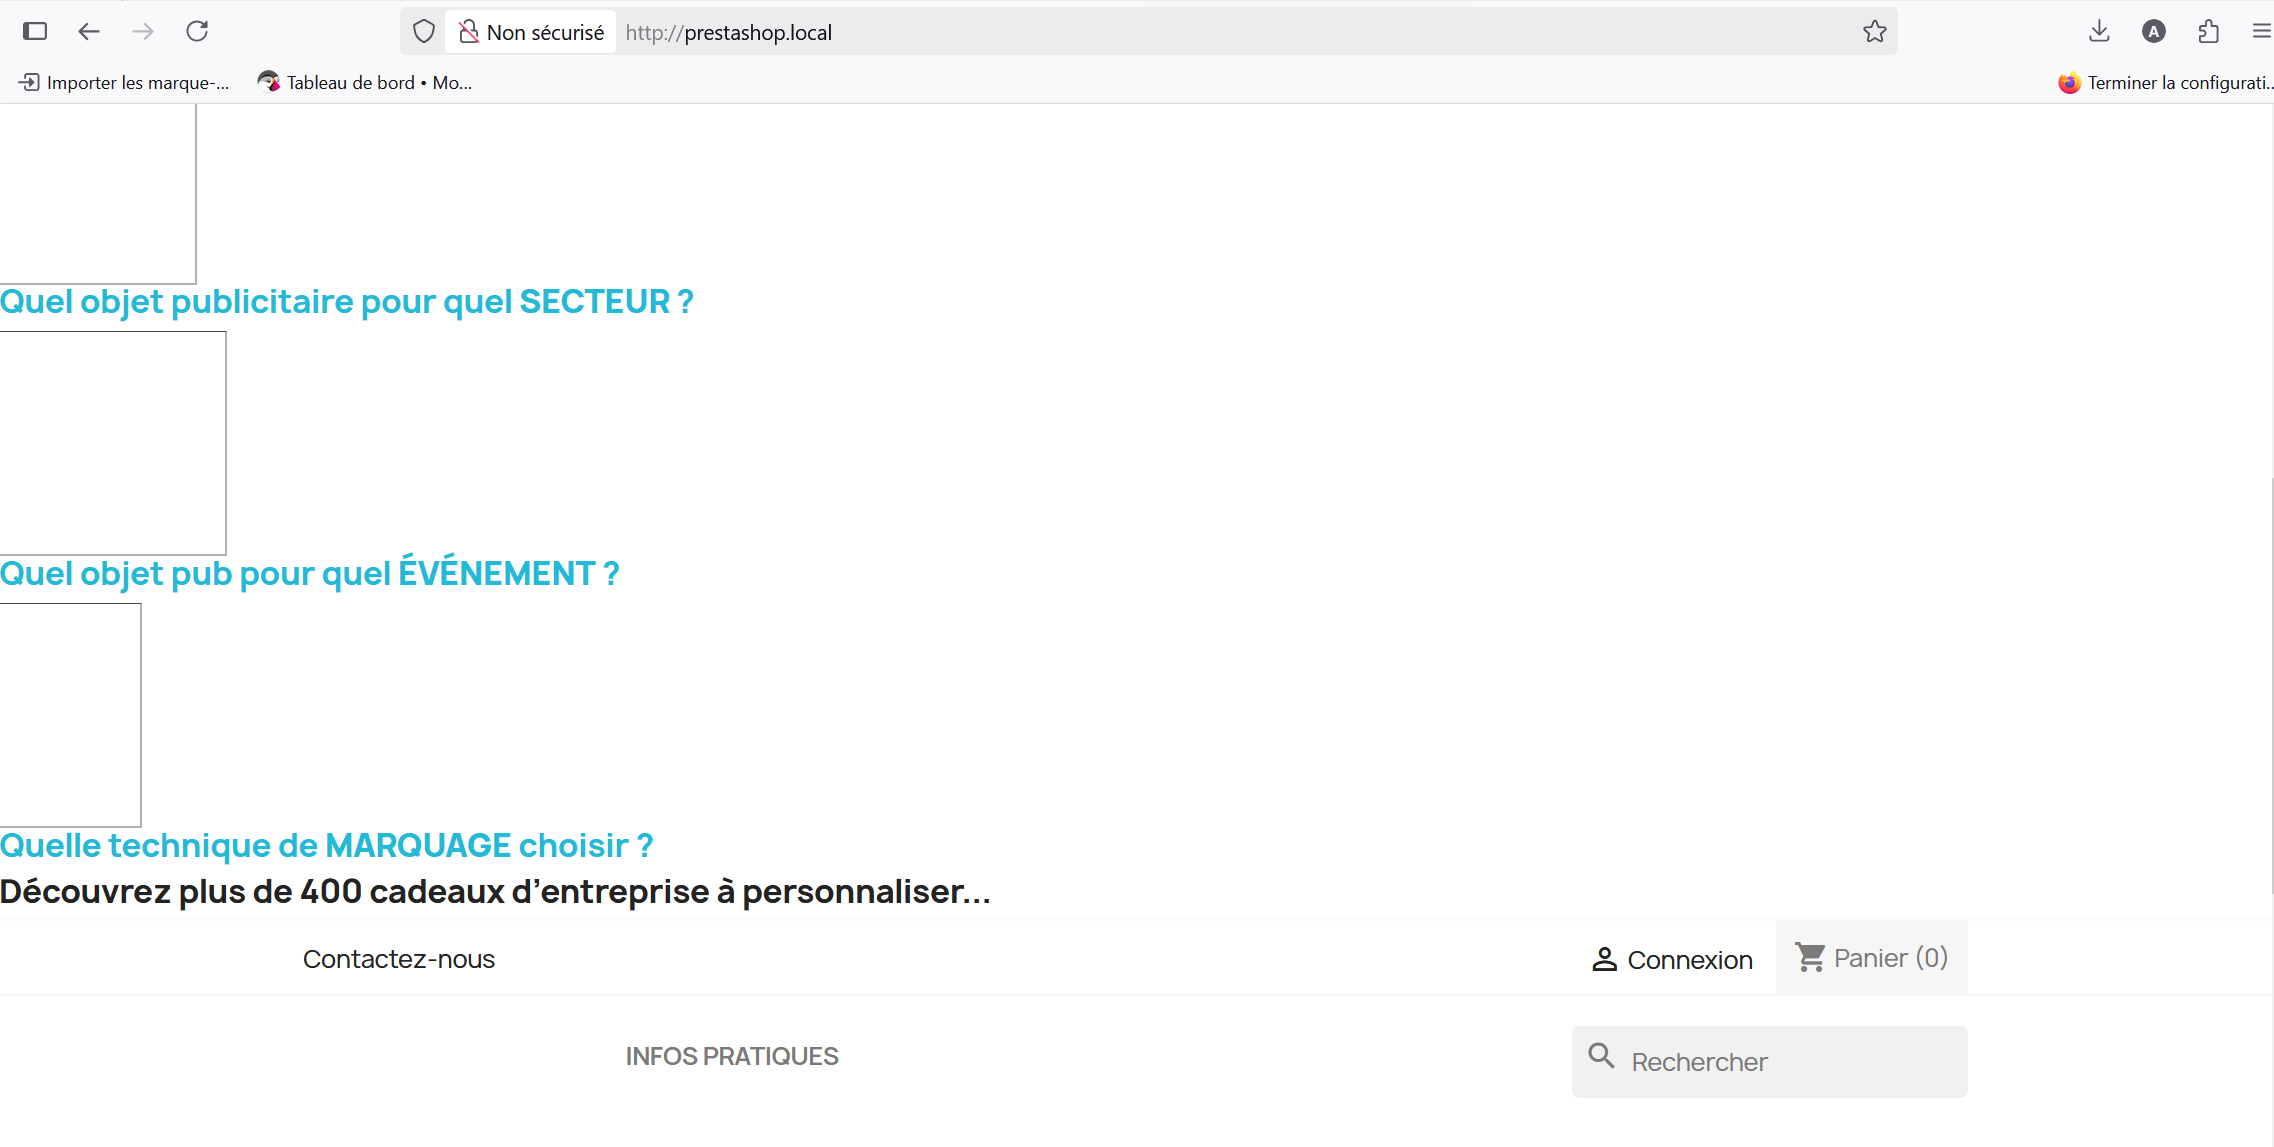 Non sécurisé http://prestashop.local
A
Importer les marque-... Tableau de bord • Mo... Terminer la configurati...
Quel objet publicitaire pour quel SECTEUR ?
Quel objet pub pour quel ÉVÉNEMENT ?
Quelle technique de MARQUAGE choisir ?
Découvrez plus de 400 cadeaux d’entreprise à personnaliser...
Contactez-nous Connexion Panier (0)
INFOS PRATIQUES Rechercher